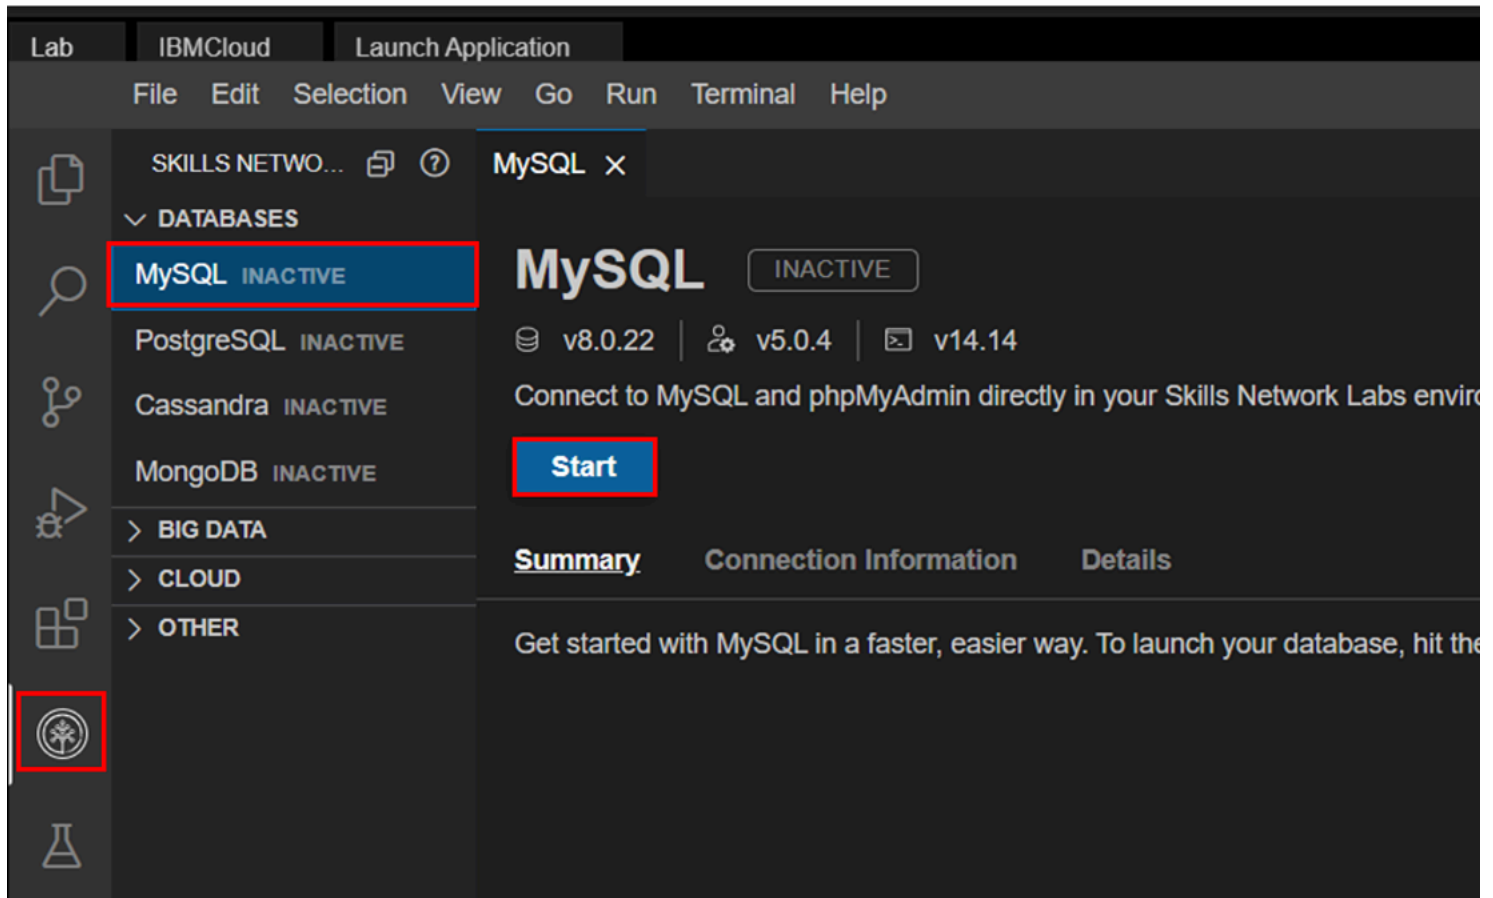 Lab IBMCloud Launch Application
File Edit Selection View Go Run Terminal Help
SKILLS NETWO... MySQL
DATABASES
MySQL INACTIVE
PostgreSQL INACTIVE
Cassandra INACTIVE
MongoDB INACTIVE
BIG DATA
CLOUD
OTHER
MySQL INACTIVE
v8.0.22 v5.0.4 v14.14
Connect to MySQL and phpMyAdmin directly in your Skills Network Labs
Start
Summary Connection Information Details
Get started with MySQL in a faster, easier way. To launch your database, hit the